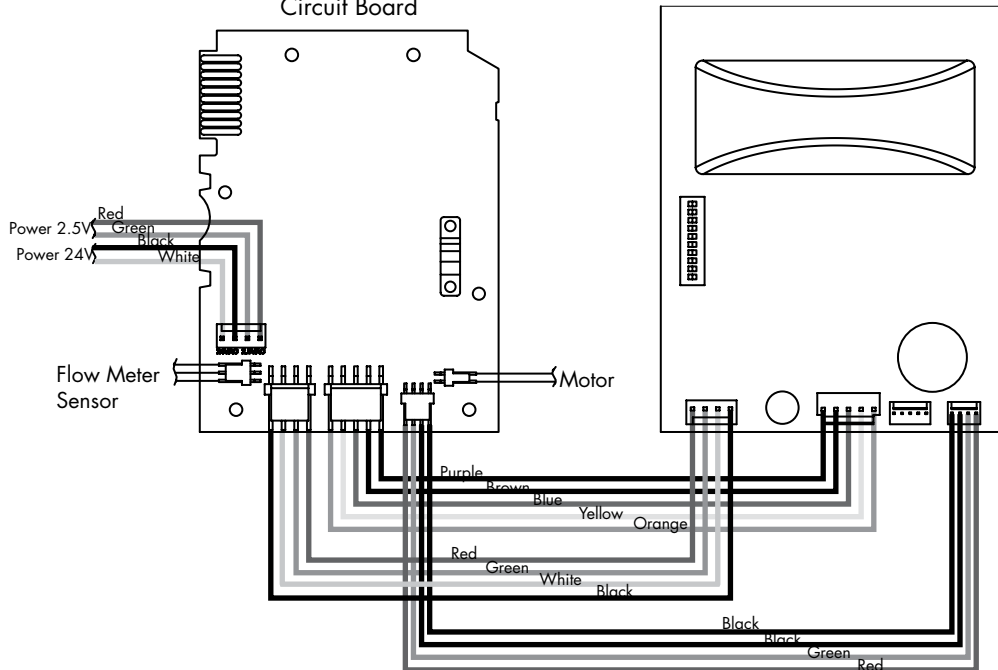 Circuit Board
Red
Power 2.5V
Green
Black
Power 24V
White
Flow Meter
Sensor
Motor
Purple
Brown
Blue
Yellow
Orange
Red
Green
White
Black
Black
Black
Green
Red